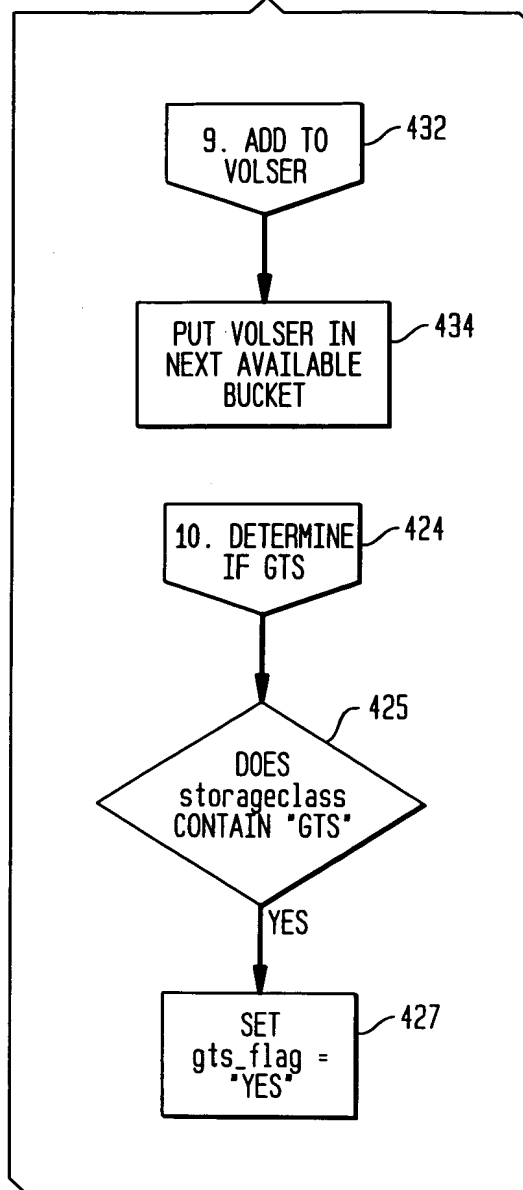 9. ADD TO
VOLSER
432
PUT VOLSER IN
NEXT AVAILABLE
BUCKET
434
10. DETERMINE
IF GTS
424
DOES
storageclass
CONTAIN "GTS"
425
YES
SET
gts_flag =
"YES"
427